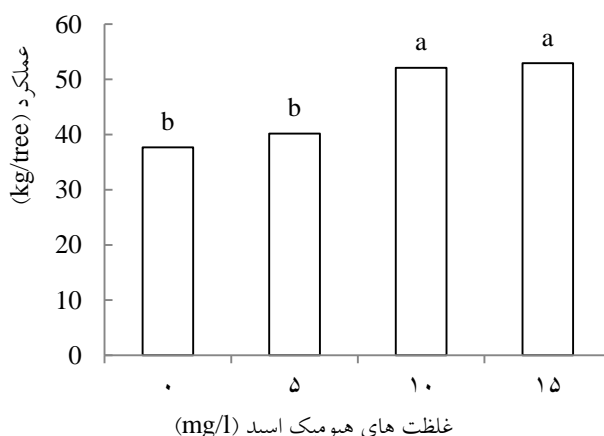 عملکرد (kg/tree)
60
50
40
30
20
10
0
b
b
a
a
۰ ۵ ۱۰ ۱۵
غلظت های هیومیک اسید (mg/l)